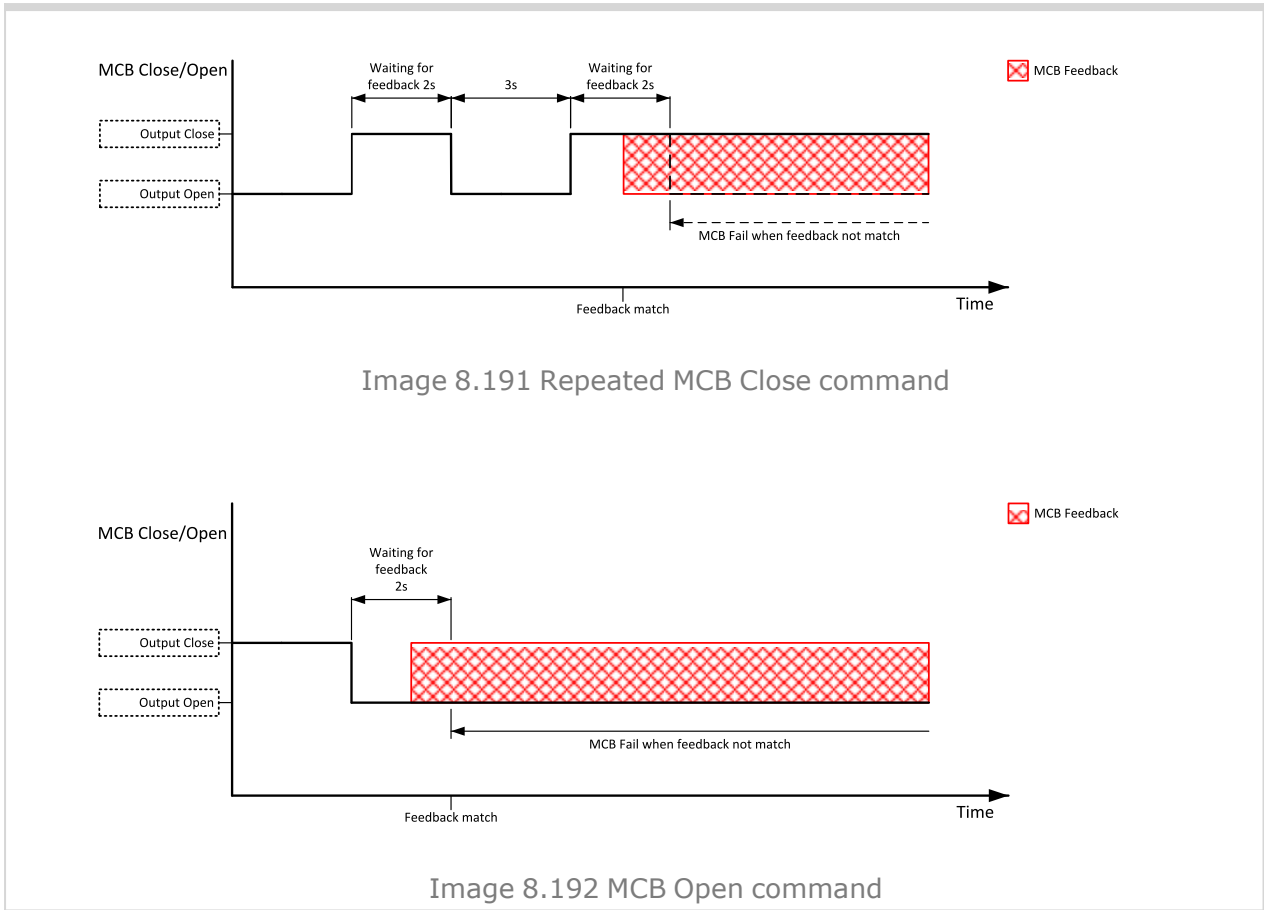 MCB Close/Open
Waiting for
feedback 2s
3s
Waiting for
feedback 2s
MCB Feedback
Output Close
Output Open
MCB Fail when feedback not match
Feedback match
Time
Image 8.191 Repeated MCB Close command
MCB Close/Open
Waiting for
feedback
2s
MCB Feedback
Output Close
Output Open
MCB Fail when feedback not match
Feedback match
Time
Image 8.192 MCB Open command